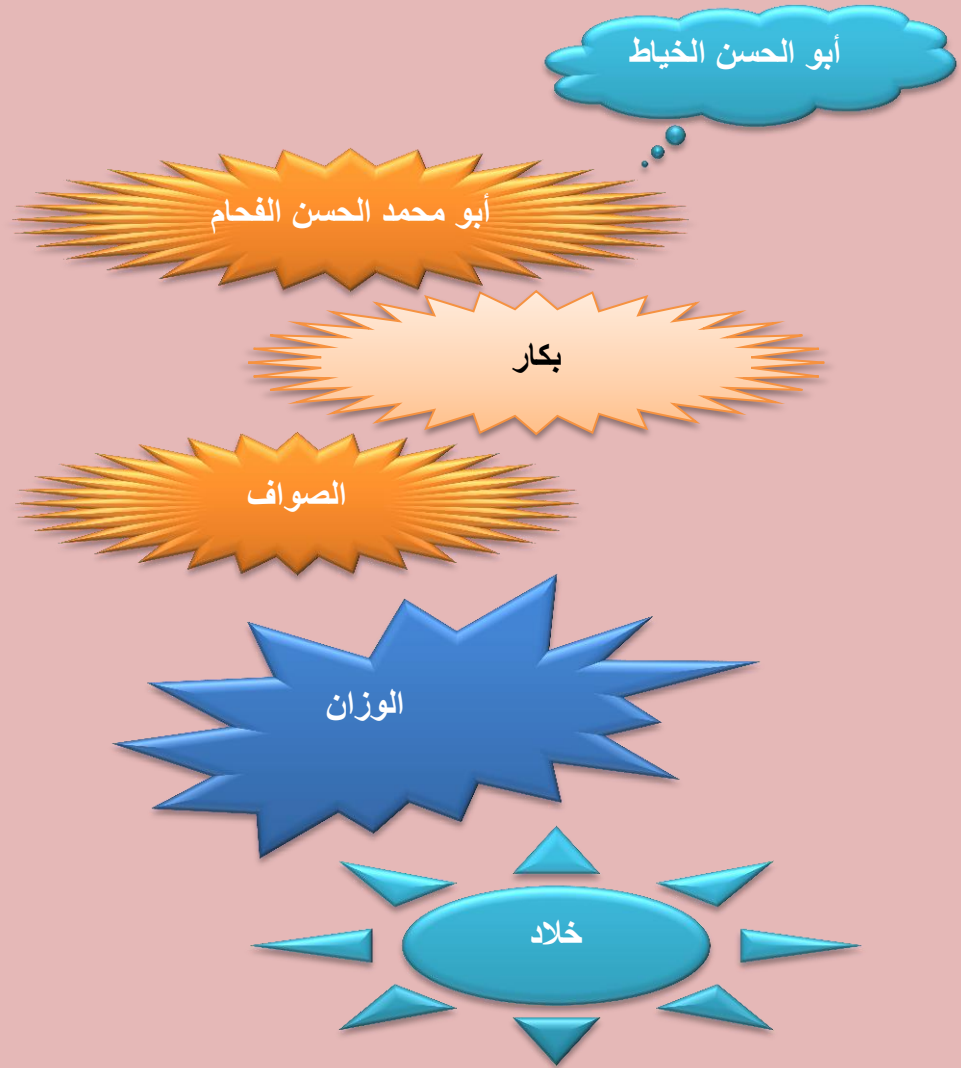 أبو الحسن الخياط
أبو محمد الحسن الفحام
بكار
الصواف
الوزان
خلاد